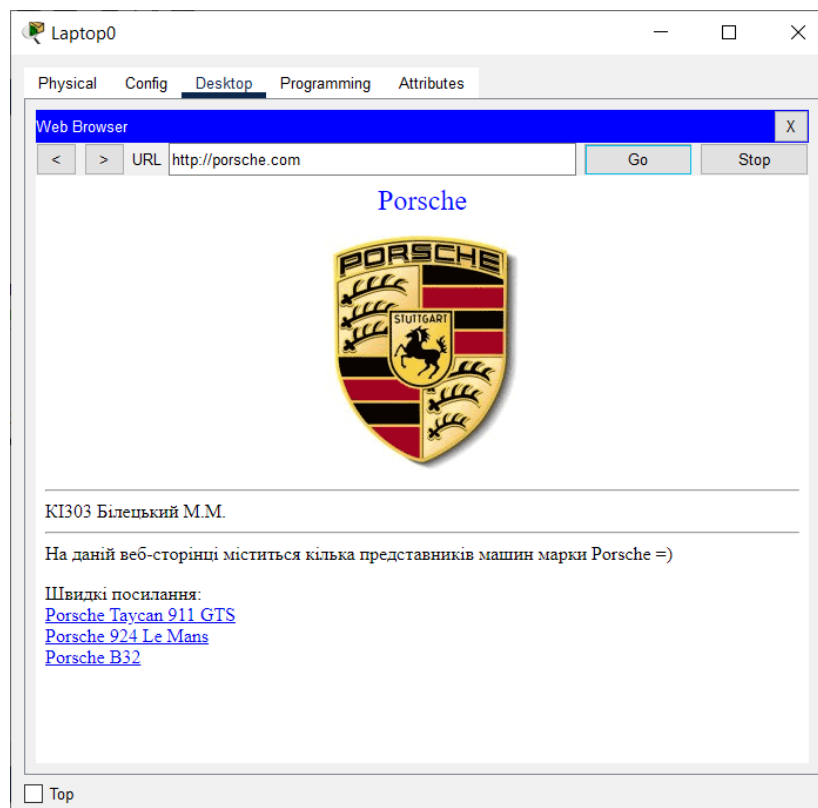 Laptop0
Physical Config Desktop Programming Attributes
Web Browser X
< > URL http://porsche.com Go Stop
Porsche
PORSCHE
STUTTGART
КІ303 Білецький М.М.
На даній веб-сторінці міститься кілька представників машин марки Porsche =)
Швидкі посилання:
Porsche Taycan 911 GTS
Porsche 924 Le Mans
Porsche B32
Top